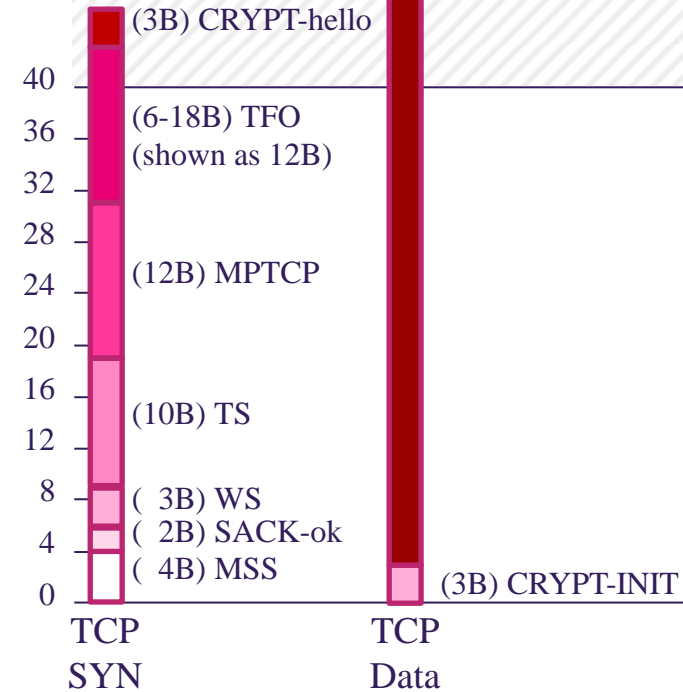 (3B) CRYPT-hello
40
(6-18B) TFO
36
(shown as 12B)
32
28
(12B) MPTCP
24
20
16
(10B) TS
12
8
( 3B) WS
( 2B) SACK-ok
4
( 4B) MSS
(3B) CRYPT-INIT
0
TCP SYN
TCP Data